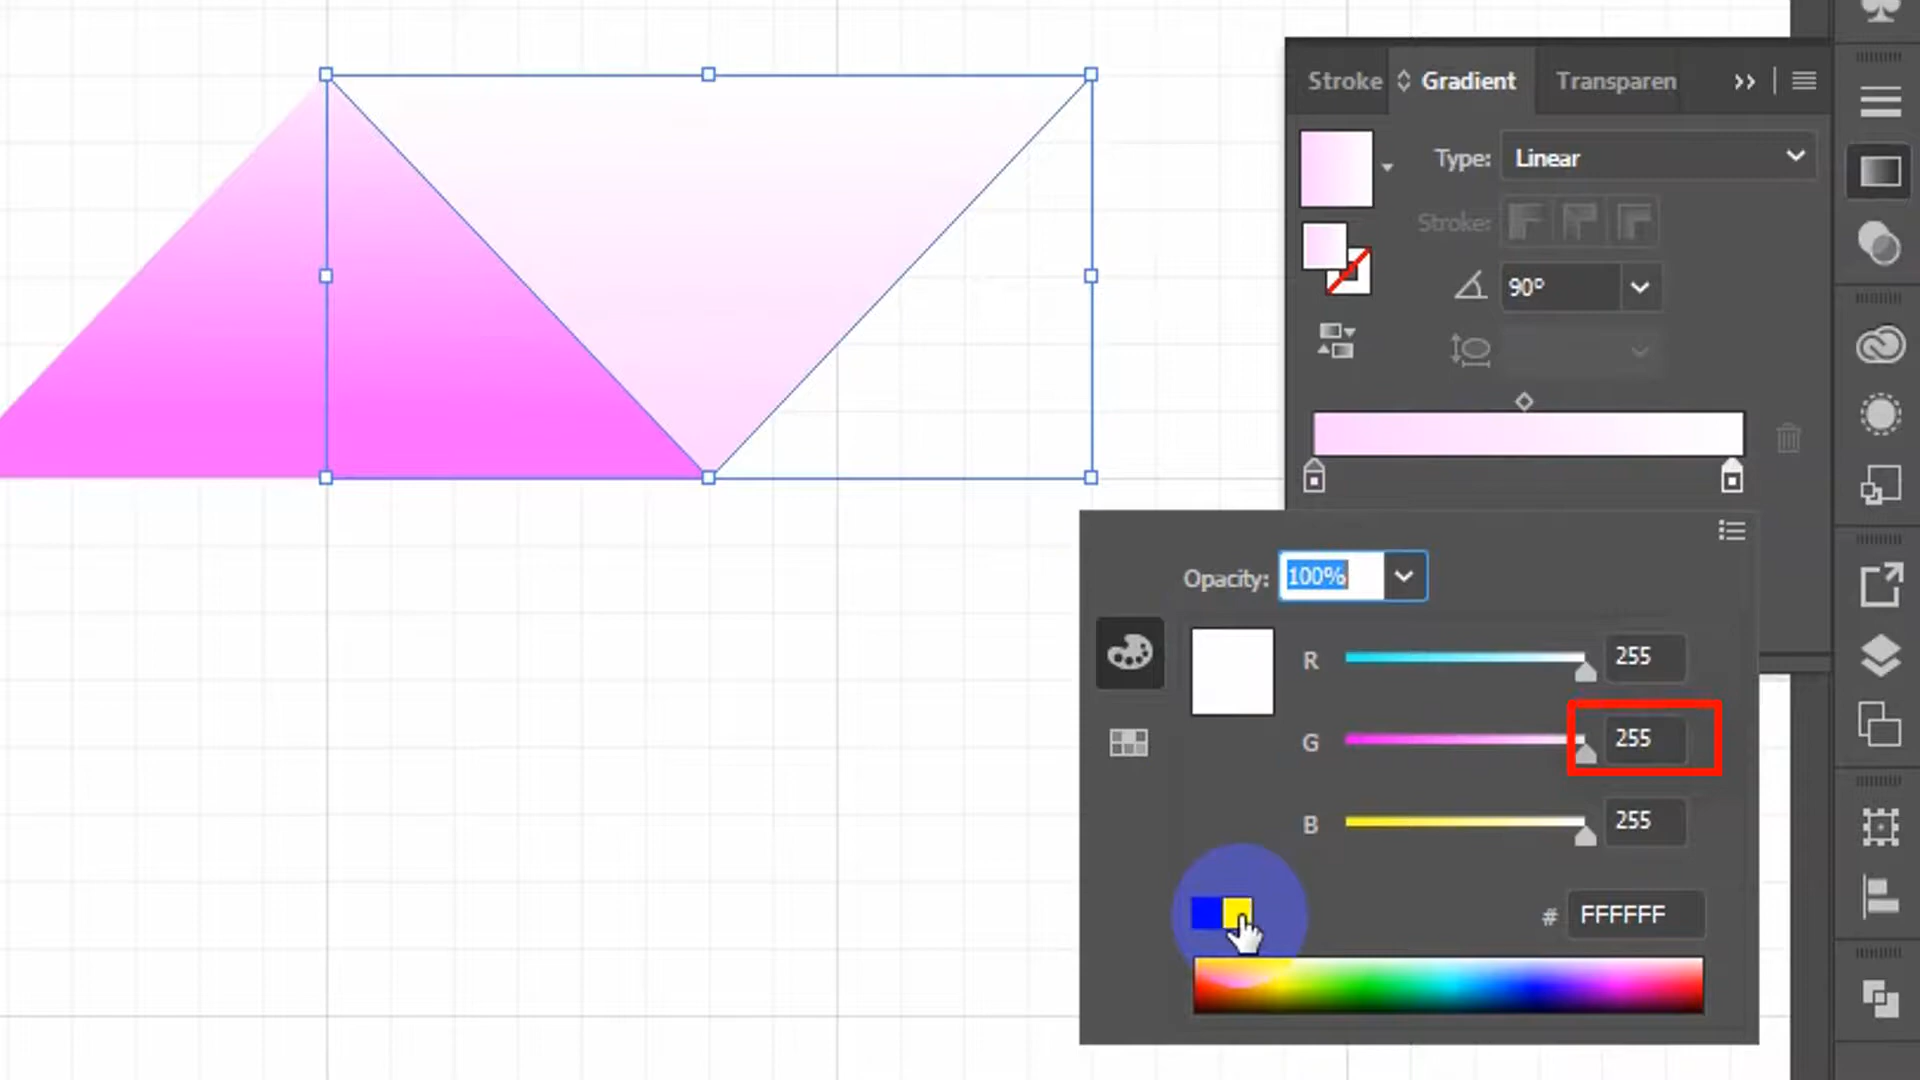 Stroke Gradient Transparen
Type: Linear
Stroke:
90°
Opacity: 100%
R 255
G 255
B 255
# FFFFFF